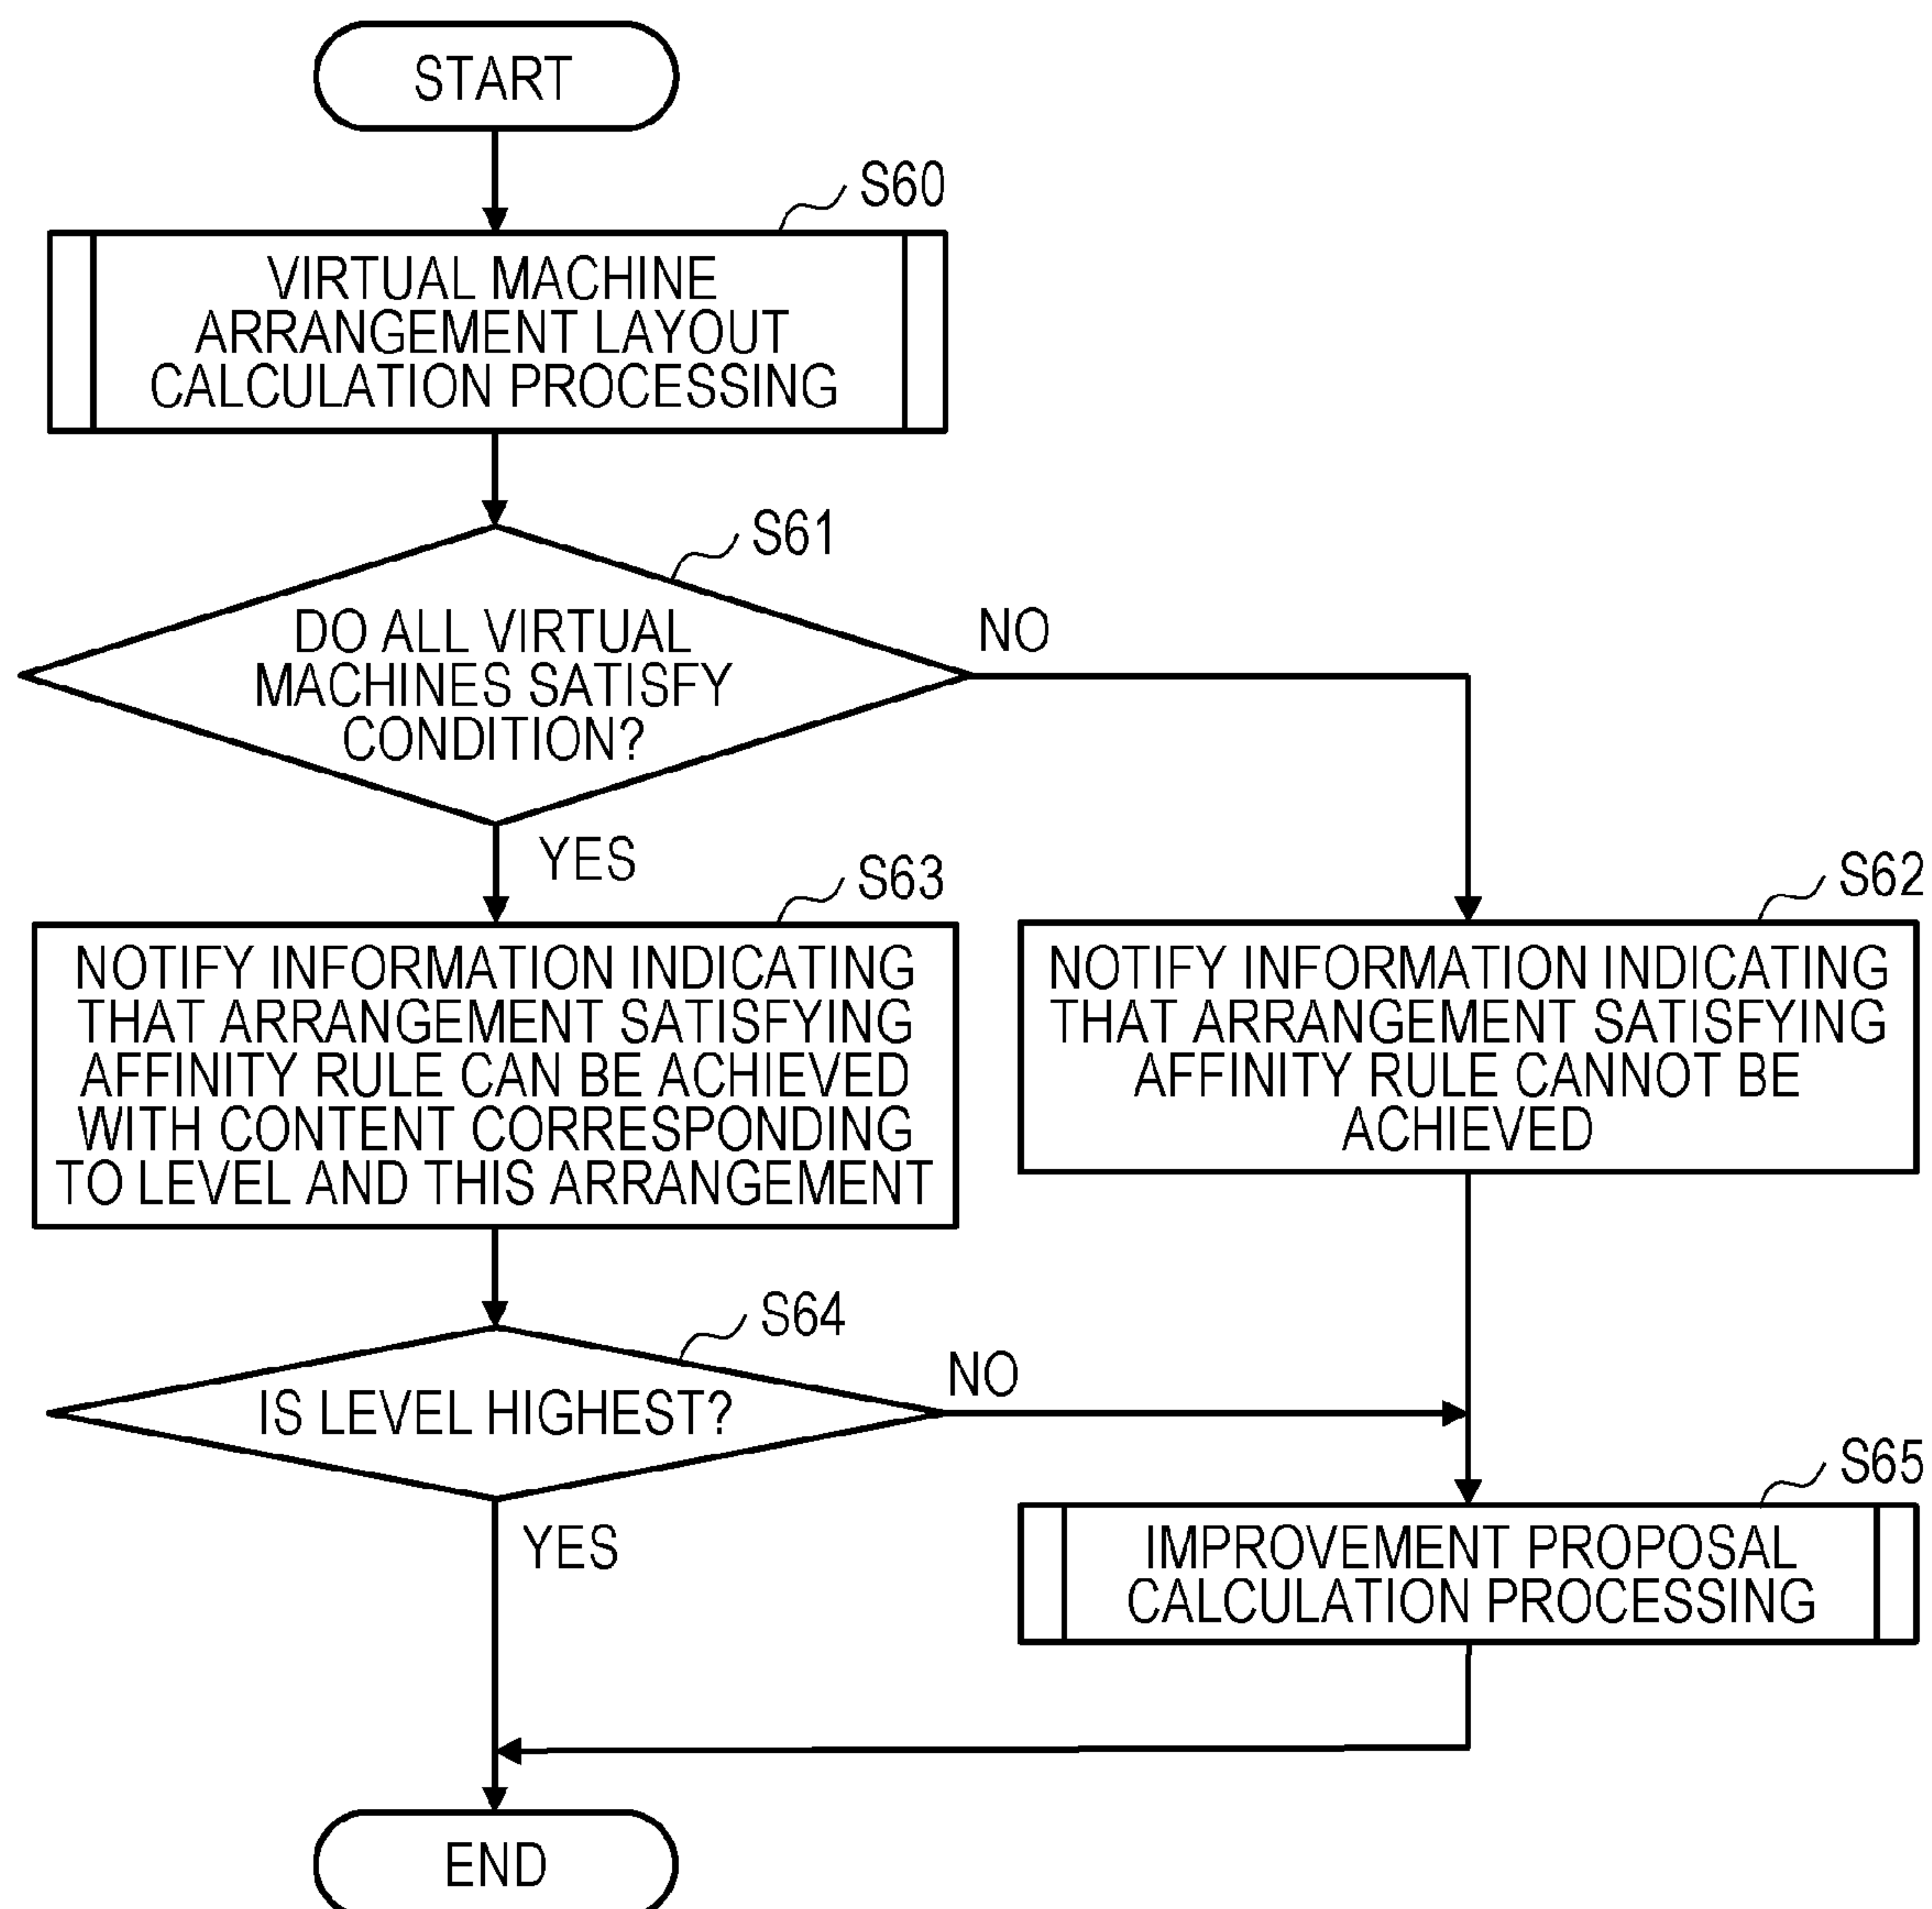 START
S60
VIRTUAL MACHINE
ARRANGEMENT LAYOUT
CALCULATION PROCESSING
S61
DO ALL VIRTUAL
MACHINES SATISFY
CONDITION?
NO
YES
S63
NOTIFY INFORMATION INDICATING
THAT ARRANGEMENT SATISFYING
AFFINITY RULE CAN BE ACHIEVED
WITH CONTENT CORRESPONDING
TO LEVEL AND THIS ARRANGEMENT
S62
NOTIFY INFORMATION INDICATING
THAT ARRANGEMENT SATISFYING
AFFINITY RULE CANNOT BE
ACHIEVED
S64
IS LEVEL HIGHEST?
NO
YES
S65
IMPROVEMENT PROPOSAL
CALCULATION PROCESSING
END